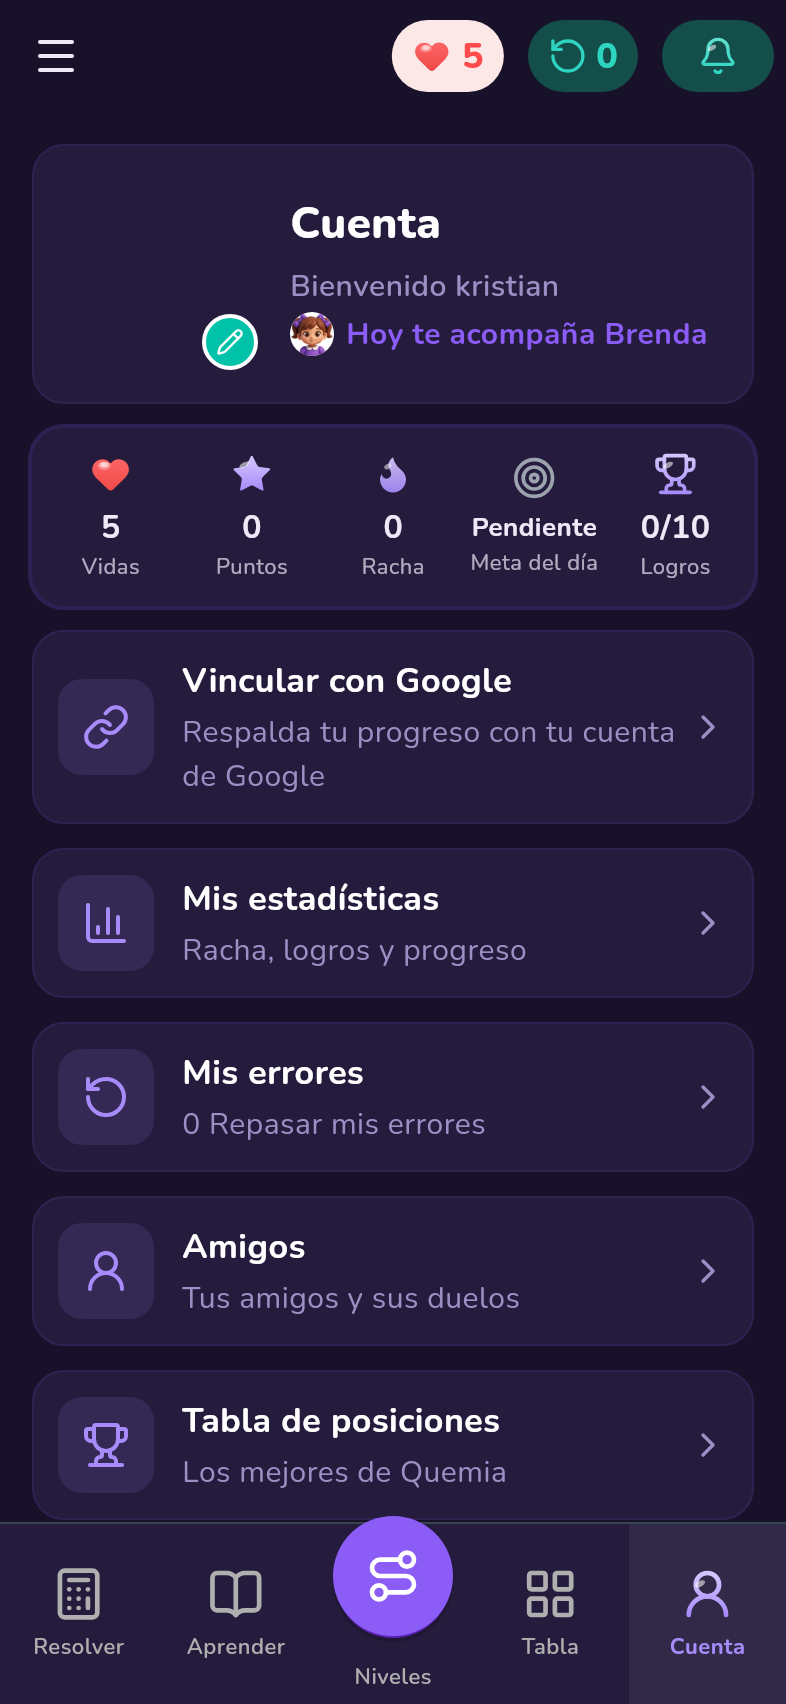 5
0
Cuenta
Bienvenido kristian
Hoy te acompaña Brenda
5
0
0
Pendiente
0/10
Vidas
Puntos
Racha
Meta del día
Logros
Vincular con Google
Respalda tu progreso con tu cuenta
de Google
Mis estadísticas
Racha, logros y progreso
Mis errores
0 Repasar mis errores
Amigos
Tus amigos y sus duelos
Tabla de posiciones
Los mejores de Quemia
Resolver
Aprender
Niveles
Tabla
Cuenta